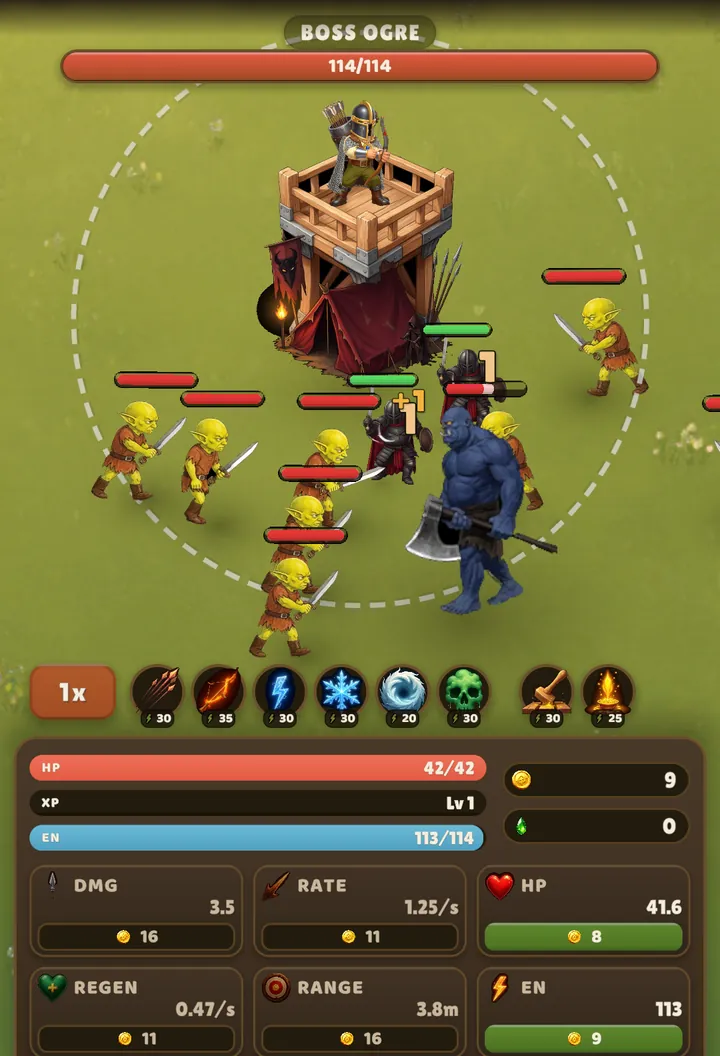 BOSS OGRE
114/114
1
+1
1
1x
30
35
30
30
20
30
30
25
HP 42/42
9
XP Lv 1
0
EN 113/114
DMG
3.5
16
RATE
1.25/s
11
HP
41.6
8
REGEN
0.47/s
11
RANGE
3.8m
16
EN
113
9